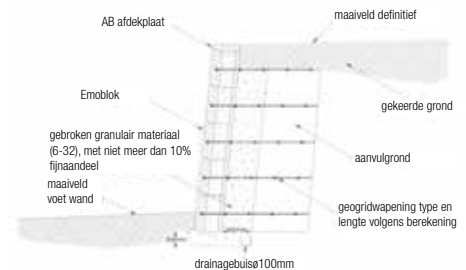 AB afdekplaat
maaiveld definitief
Emoblok
gekeerde grond
gebroken granulair materiaal
(6-32), met niet meer dan 10%
fijnaandeel
aanvulgrond
maaiveld
voet wand
geogridwapening type en
lengte volgens berekening
drainagebuisø100mm